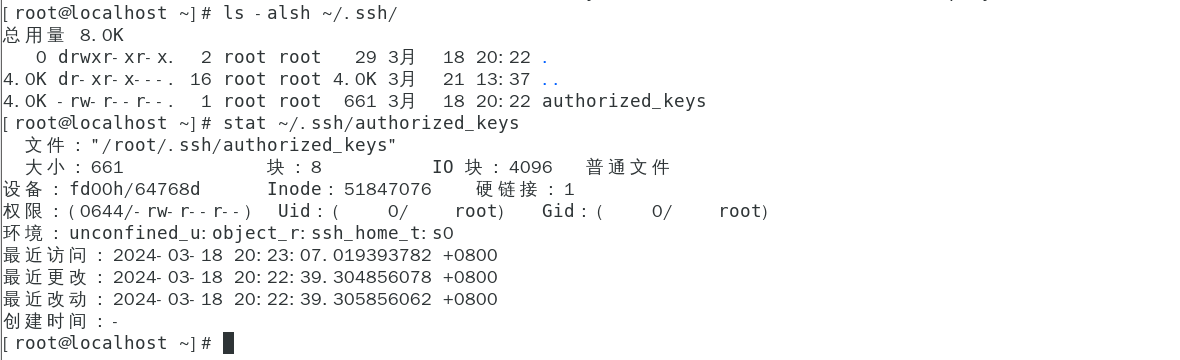 [root@localhost ~]# ls -alsh ~/.ssh/
总用量 8.0K
   0 drwxr-xr-x.  2 root root   29 3月  18 20:22 .
4.0K dr-xr-x---. 16 root root 4.0K 3月  21 13:37 ..
4.0K -rw-r--r--.  1 root root  661 3月  18 20:22 authorized_keys
[root@localhost ~]# stat ~/.ssh/authorized_keys
  文件："/root/.ssh/authorized_keys"
  大小：661             块：8          IO 块：4096   普通文件
设备：fd00h/64768d      Inode：51847076    硬链接：1
权限：(0644/-rw-r--r--)  Uid：(    0/    root)   Gid：(    0/    root)
环境：unconfined_u:object_r:ssh_home_t:s0
最近访问：2024-03-18 20:23:07.019393782 +0800
最近更改：2024-03-18 20:22:39.304856078 +0800
最近改动：2024-03-18 20:22:39.305856062 +0800
创建时间：-
[root@localhost ~]#